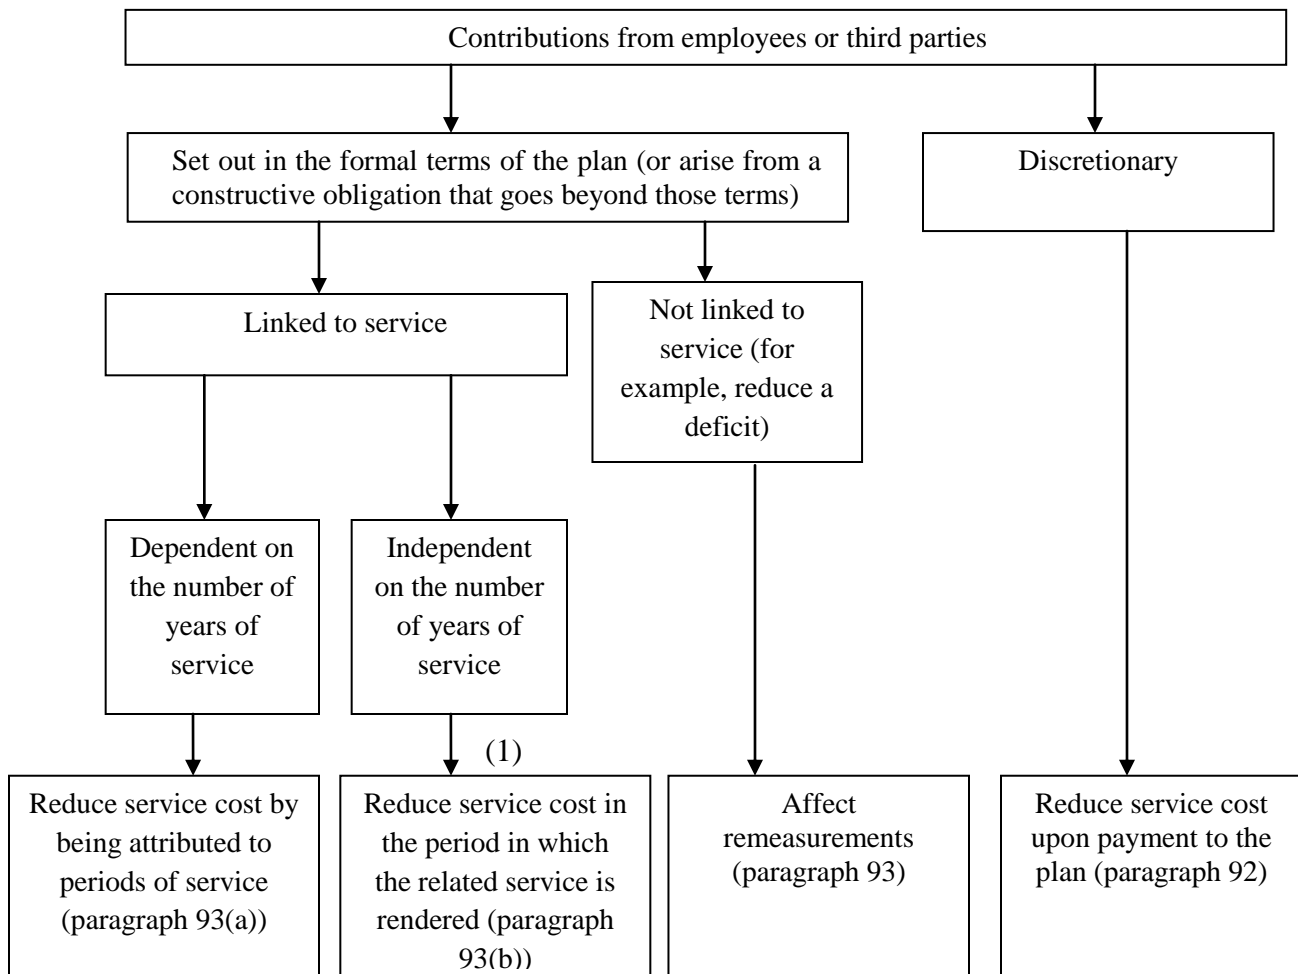 Contributions from employees or third parties
Set out in the formal terms of the plan (or arise from a
constructive obligation that goes beyond those terms)
Discretionary
Linked to service
Not linked to
service (for
example, reduce a
deficit)
Dependent on
the number of
years of
service
Independent
on the number
of years of
service
(1)
Reduce service cost by
being attributed to
periods of service
(paragraph 93(a))
Reduce service cost in
the period in which
the related service is
rendered (paragraph
93(b))
Affect
remeasurements
(paragraph 93)
Reduce service cost
upon payment to the
plan (paragraph 92)